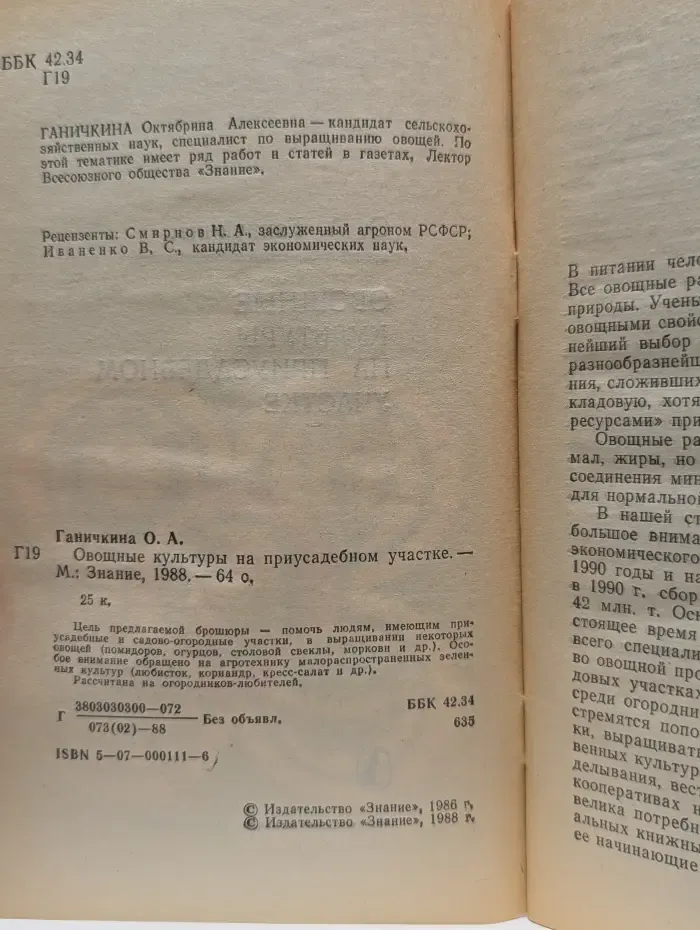 ББК 42.34
Г19
ГАНИЧКИНА Октябрина Алексеевна — кандидат сельскохо-
зяйственных наук, специалист по выращиванию овощей. По
этой тематике имеет ряд работ и статей в газетах, Лектор
Всесоюзного общества «Знание».
Рецензенты: Смирнов Н. А., заслуженный агроном РСФСР;
Иваненко В. С., кандидат экономических наук,
Ганичкина О. А.
Г19 Овощные культуры на приусадебном участке. —
М.: Знание, 1988. — 64 с,
25 к,
Цель предлагаемой брошюры — помочь людям, имеющим при-
усадебные и садово-огородные участки, в выращивании некоторых
овощей (помидоров, огурцов, столовой свеклы, моркови и др.). Осо-
бое внимание обращено на агротехнику малораспространенных зелен-
ных культур (любисток, кориандр, кресс-салат и др.).
Рассчитана на огородников-любителей,
Г 3803030300—072
073(02)—88 Без объявл,
ББК 42.34
635
ISBN 5—07—000111—6
© Издательство «Знание», 1986 г,
© Издательство «Знание», 1988 г,
В питании чело
Все овощные ра
природы. Учены
овощными свойс
нейший выбор
разнообразнейш
ния, сложивших
кладовую, хотя
ресурсами» при
Овощные ра
мал, жиры, но
соединения мин
для нормальной
В нашей ст
большое внима
экономического
1990 годы и на
в 1990 г. сбор
42 млн. т. Осн
стоящее время
всего специали
во овощной про
довых участках
среди огородни
стремятся попо
ки, выращивать
венных культур
делывания, вест
кооперативах н
велика потребн
альных книжны
ее начинающие